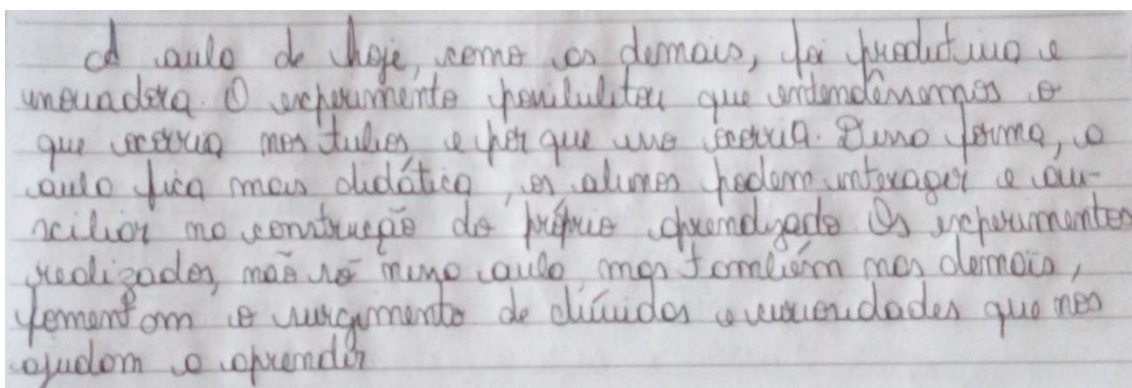 A aula de hoje, como as demais, foi produtiva e
inovadora. O experimento possibilitou que entendêssemos o
que ocorria nos tubos e por que isso ocorria. Dessa forma, a
aula fica mais didática, os alunos podem interager e au-
xiliar na construção do próprio aprendizado. Os experimentos
realizados, não só nessa aula mas também nas demais,
fomentam o surgimento de dúvidas e curiosidades que nos
ajudam a aprender